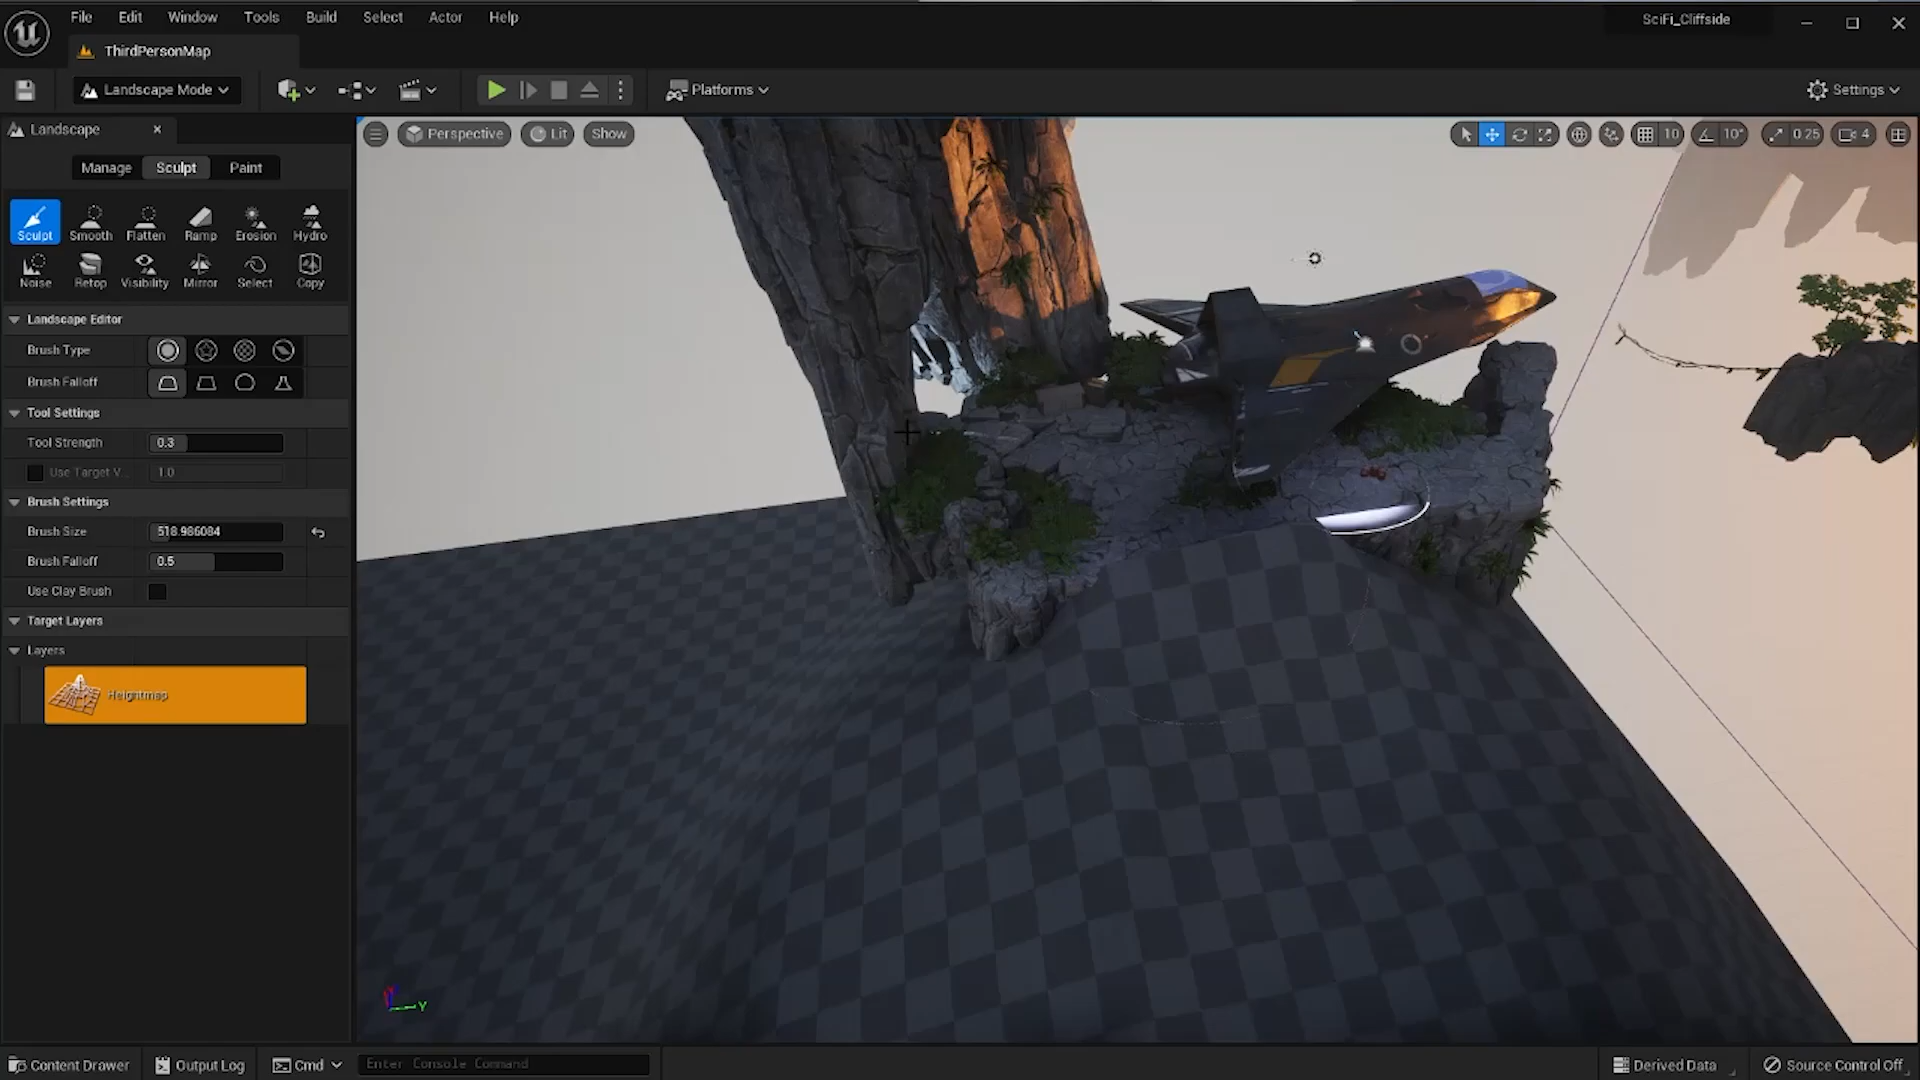 File Edit Window Tools Build Select Actor Help
SciFi_Cliffside
ThirdPersonMap
Landscape Mode
Platforms
Settings
Landscape
Perspective Lit Show
10 10° 0.25 4
Manage Sculpt Paint
Sculpt Smooth Flatten Ramp Erosion Hydro
Noise Retop Visibility Mirror Select Copy
Landscape Editor
Brush Type
Brush Falloff
Tool Settings
Tool Strength 0.3
Use Target V... 1.0
Brush Settings
Brush Size 518.986084
Brush Falloff 0.5
Use Clay Brush
Target Layers
Layers
Heightmap
Y
Content Drawer Output Log Cmd Enter Console Command Derived Data Source Control Off